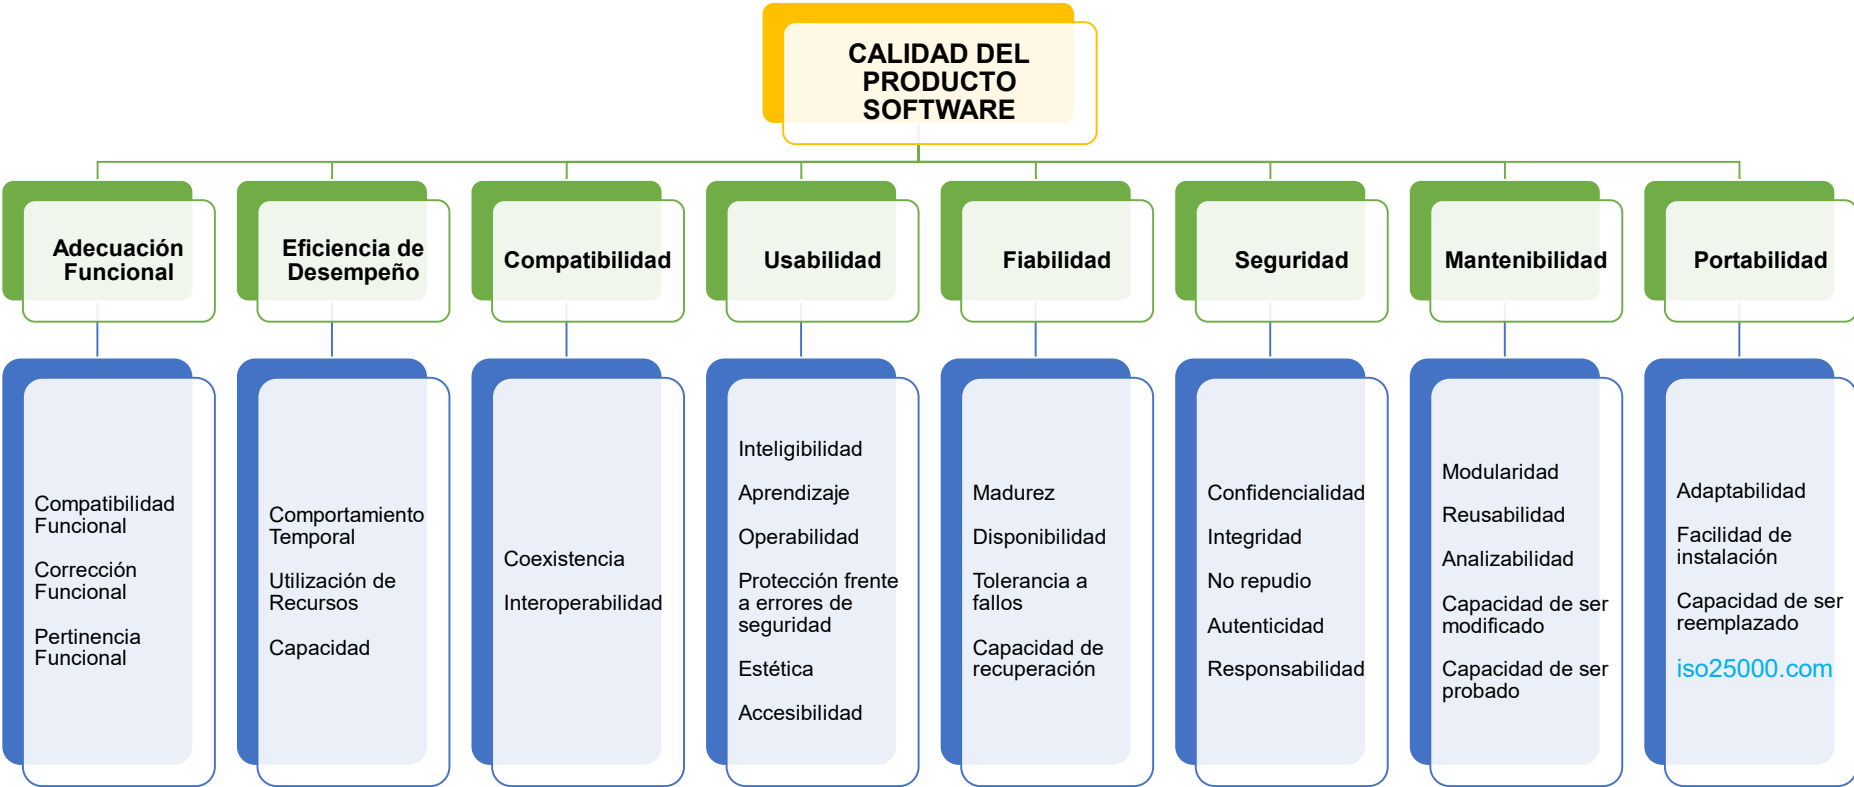 CALIDAD DEL
PRODUCTO
SOFTWARE
Adecuación
Funcional
Eficiencia de
Desempeño
Compatibilidad
Usabilidad
Fiabilidad
Seguridad
Mantenibilidad
Portabilidad
Compatibilidad
Funcional
Corrección
Funcional
Pertinencia
Funcional
Comportamiento
Temporal
Utilización de
Recursos
Capacidad
Coexistencia
Interoperabilidad
Inteligibilidad
Aprendizaje
Operabilidad
Protección frente
a errores de
seguridad
Estética
Accesibilidad
Madurez
Disponibilidad
Tolerancia a
fallos
Capacidad de
recuperación
Confidencialidad
Integridad
No repudio
Autenticidad
Responsabilidad
Modularidad
Reusabilidad
Analizabilidad
Capacidad de ser
modificado
Capacidad de ser
probado
Adaptabilidad
Facilidad de
instalación
Capacidad de ser
reemplazado
iso25000.com